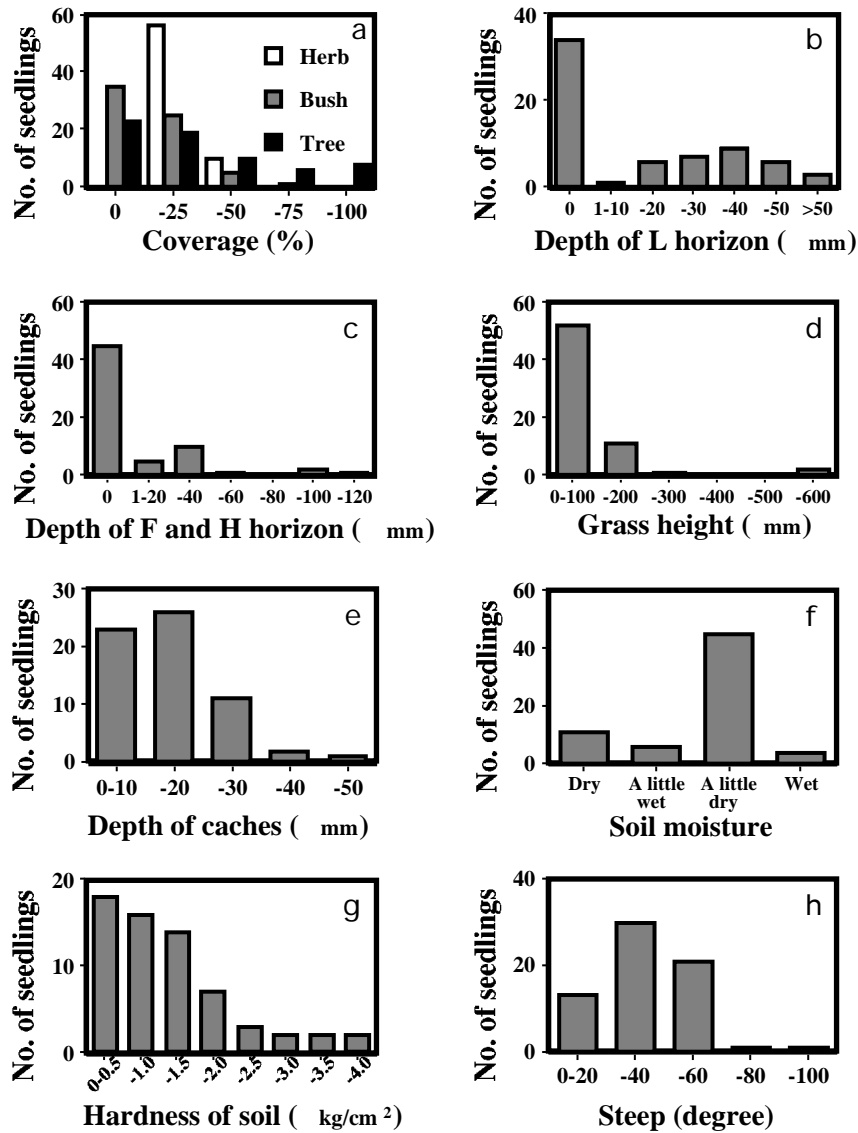 No. of seedlings
60
40
20
0
a
Herb
Bush
Tree
0 -25 -50 -75 -100
Coverage (%)
No. of seedlings
40
20
0
b
0 1-10 -20 -30 -40 -50 >50
Depth of L horizon ( mm)
No. of seedlings
60
40
20
0
c
0 1-20 -40 -60 -80 -100 -120
Depth of F and H horizon ( mm)
No. of seedlings
60
40
20
0
d
0-100 -200 -300 -400 -500 -600
Grass height ( mm)
No. of seedlings
30
20
10
0
e
0-10 -20 -30 -40 -50
Depth of caches ( mm)
No. of seedlings
60
40
20
0
f
Dry A little A little Wet
wet dry
Soil moisture
No. of seedlings
20
10
0
g
0-0.5 -1.0 -1.5 -2.0 -2.5 -3.0 -3.5 -4.0
Hardness of soil ( kg/cm²)
No. of seedlings
40
20
0
h
0-20 -40 -60 -80 -100
Steep (degree)